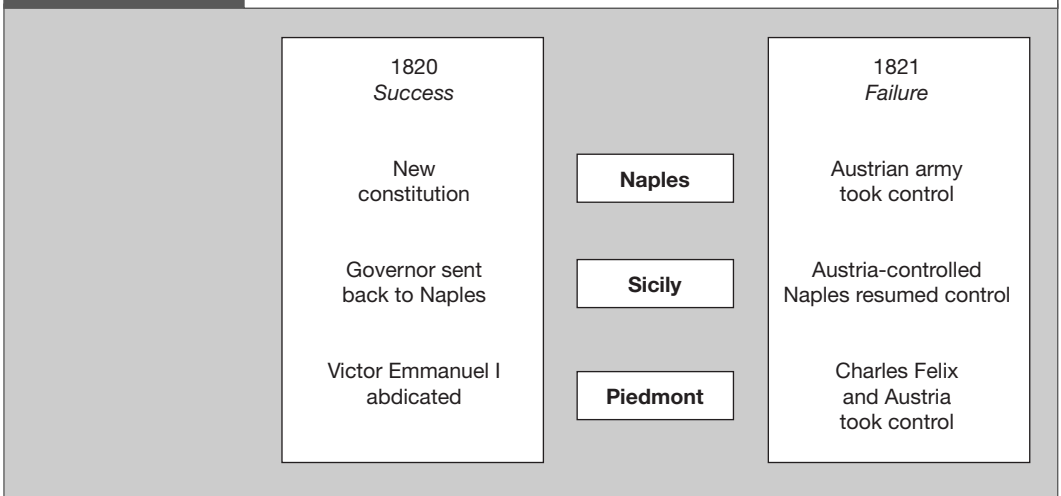 1820
Success
New
constitution
Governor sent
back to Naples
Victor Emmanuel I
abdicated
Naples
Sicily
Piedmont
1821
Failure
Austrian army
took control
Austria-controlled
Naples resumed control
Charles Felix
and Austria
took control